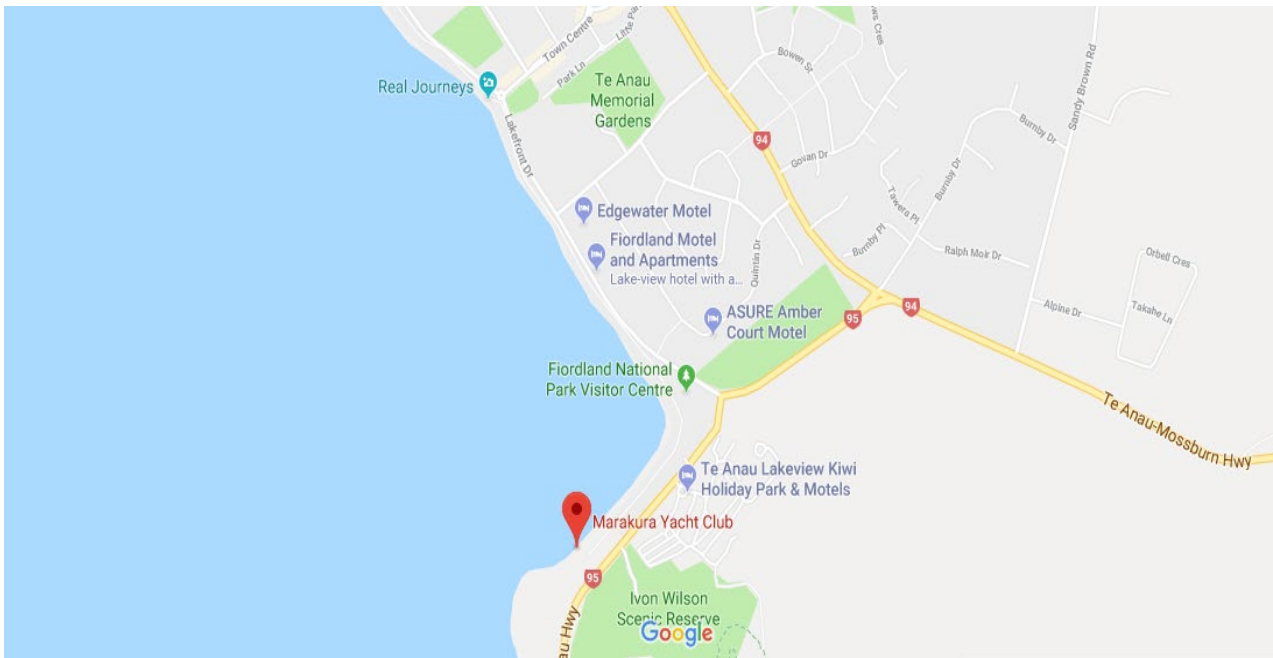 Town Centre
Little Park
Park Ln
Real Journeys
Te Anau
Memorial
Gardens
Lakefront Dr
Bowen St
ws Cres
Sandy Brown Rd
Burnby Dr
94
Govan Dr
Burnby Dr
Tawera Pl
Edgewater Motel
Fiordland Motel
and Apartments
Lake-view hotel with a...
Quintin Dr
Burnby Pl
Ralph Moir Dr
Orbell Cres
Takahe Ln
Alpine Dr
94
95
ASURE Amber
Court Motel
Fiordland National
Park Visitor Centre
Te Anau-Mossburn Hwy
Te Anau Lakeview Kiwi
Holiday Park & Motels
Marakura Yacht Club
95
au Hwy
Ivon Wilson
Scenic Reserve
Google